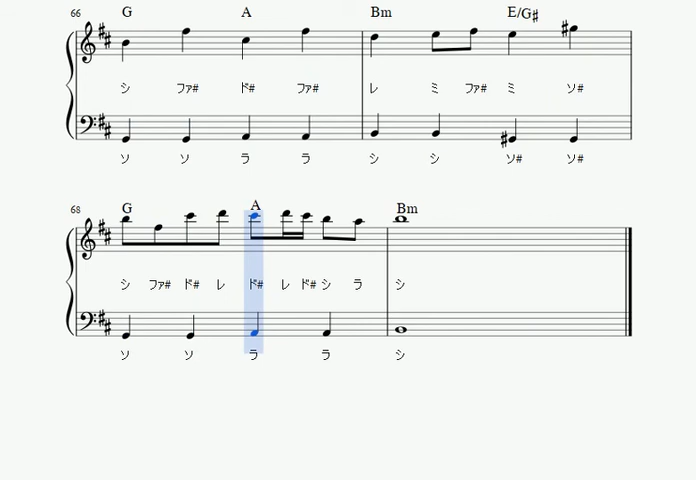 66 G A Bm E/G#
シ ファ# ド# ファ# レ ミ ファ# ミ ソ#
ソ ソ ラ ラ シ シ ソ# ソ#
68 G A Bm
シ ファ# ド# レ ド# レ ド# シ ラ シ
ソ ソ ラ ラ シ